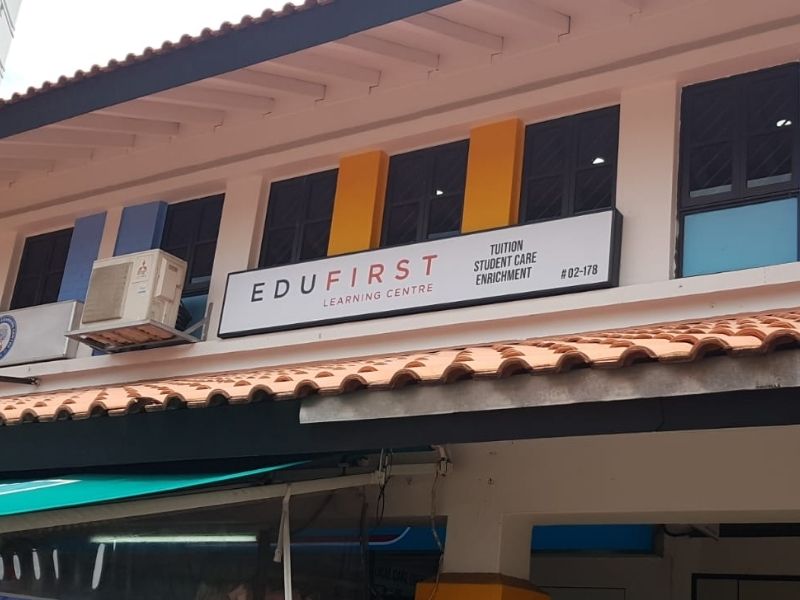 EDUFIRST
LEARNING CENTRE
TUITION
STUDENT CARE
ENRICHMENT
#02-178